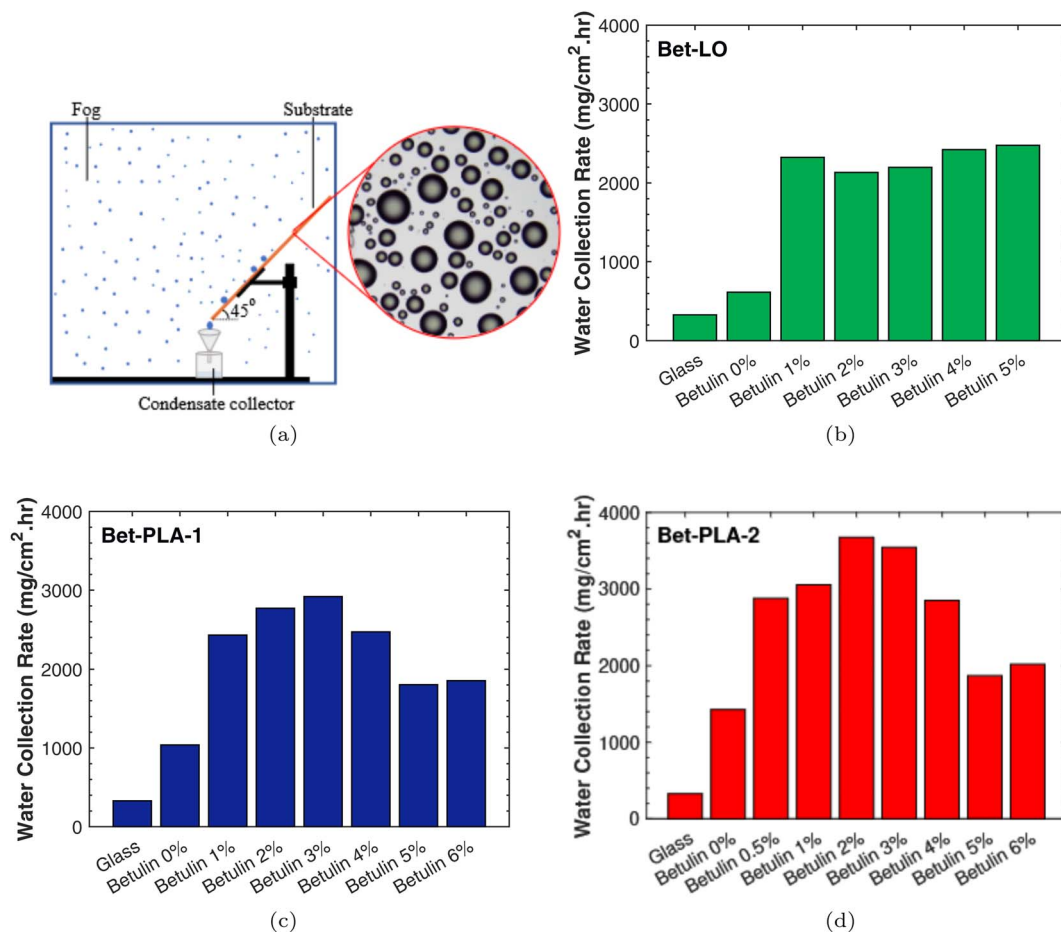 Fog
Substrate
45°
Condensate collector
(a)
Bet-LO
Water Collection Rate (mg/cm².hr)
4000
3000
2000
1000
0
Glass
Betulin 0%
Betulin 1%
Betulin 2%
Betulin 3%
Betulin 4%
Betulin 5%
(b)
Bet-PLA-1
Water Collection Rate (mg/cm².hr)
4000
3000
2000
1000
0
Glass
Betulin 0%
Betulin 1%
Betulin 2%
Betulin 3%
Betulin 4%
Betulin 5%
Betulin 6%
(c)
Bet-PLA-2
Water Collection Rate (mg/cm².hr)
4000
3000
2000
1000
0
Glass
Betulin 0%
Betulin 0.5%
Betulin 1%
Betulin 2%
Betulin 3%
Betulin 4%
Betulin 5%
Betulin 6%
(d)